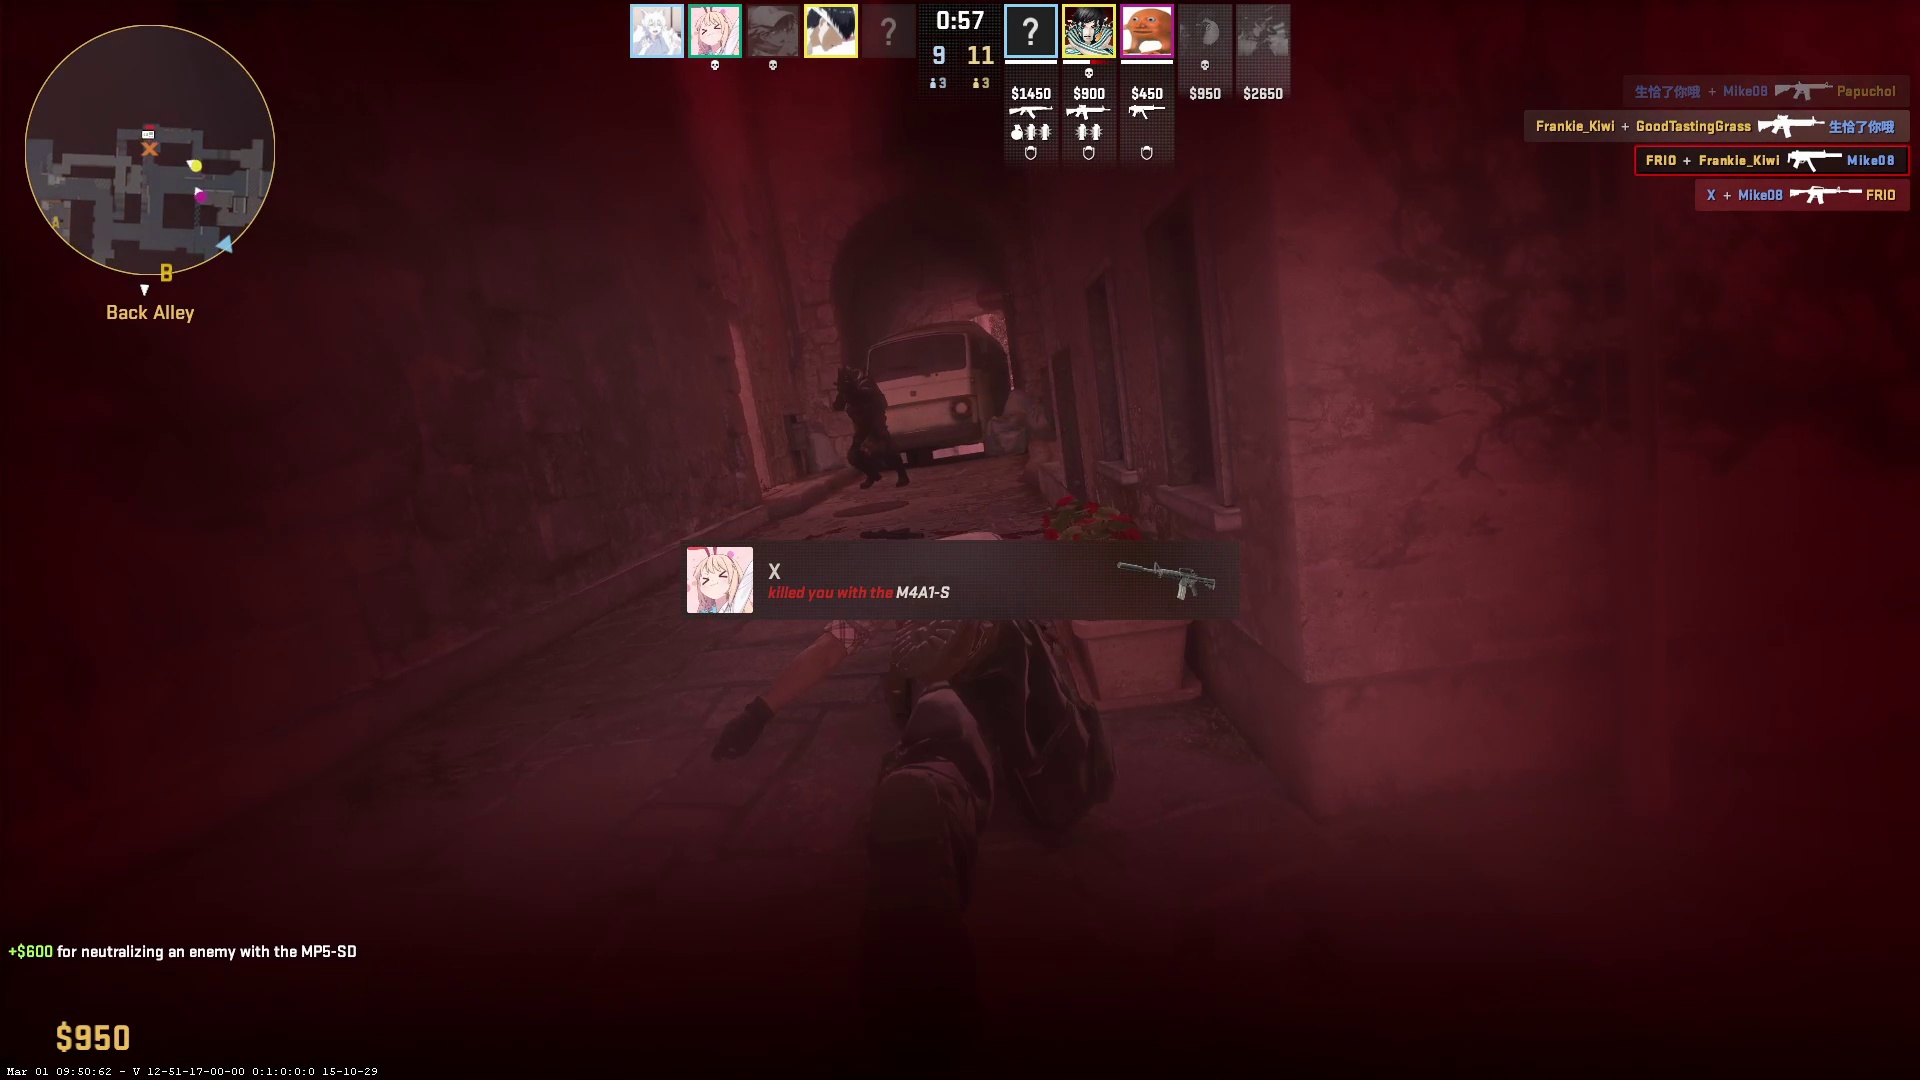 0:57
?
?
9 11
3 3
$1450 $900 $450 $950 $2650
生恰了你哦 + Mike08 Papuchol
Frankie_Kiwi + GoodTastingGrass 生恰了你哦
FRIO + Frankie_Kiwi Mike08
X + Mike08 FRIO
A
B
Back Alley
X
killed you with the M4A1-S
+$600 for neutralizing an enemy with the MP5-SD
$950
Mar 01 09:50:62 - V 12-51-17-00-00 0:1:0:0:0 15-10-29